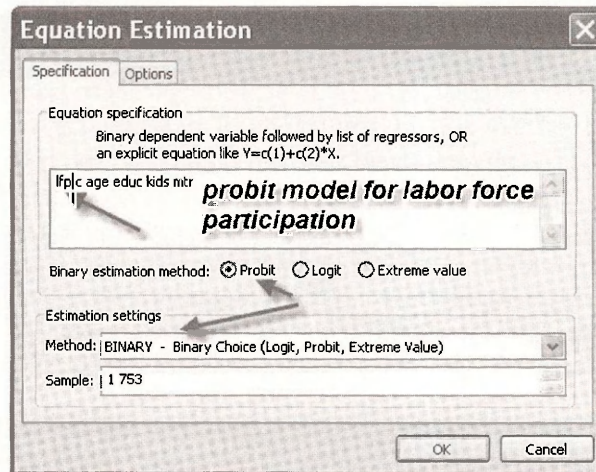 Equation Estimation
Specification Options
Equation specification
Binary dependent variable followed by list of regressors, OR
an explicit equation like Y=c(1)+c(2)*X.
lfp c age educ kids mtr
probit model for labor force
participation
Binary estimation method: Probit Logit Extreme value
Estimation settings
Method: BINARY - Binary Choice (Logit, Probit, Extreme Value)
Sample: 1 753
OK Cancel